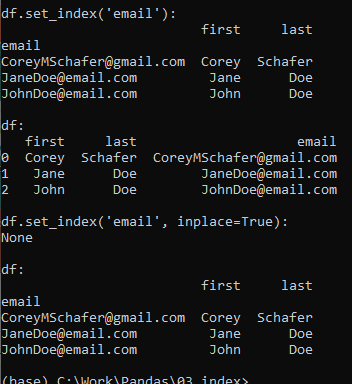 df.set_index('email'):
first last
email
CoreyMSchafer@gmail.com Corey Schafer
JaneDoe@email.com Jane Doe
JohnDoe@email.com John Doe
df:
first last email
0 Corey Schafer CoreyMSchafer@gmail.com
1 Jane Doe JaneDoe@email.com
2 John Doe JohnDoe@email.com
df.set_index('email', inplace=True):
None
df:
first last
email
CoreyMSchafer@gmail.com Corey Schafer
JaneDoe@email.com Jane Doe
JohnDoe@email.com John Doe
(base) C:\Work\Pandas\03_index>